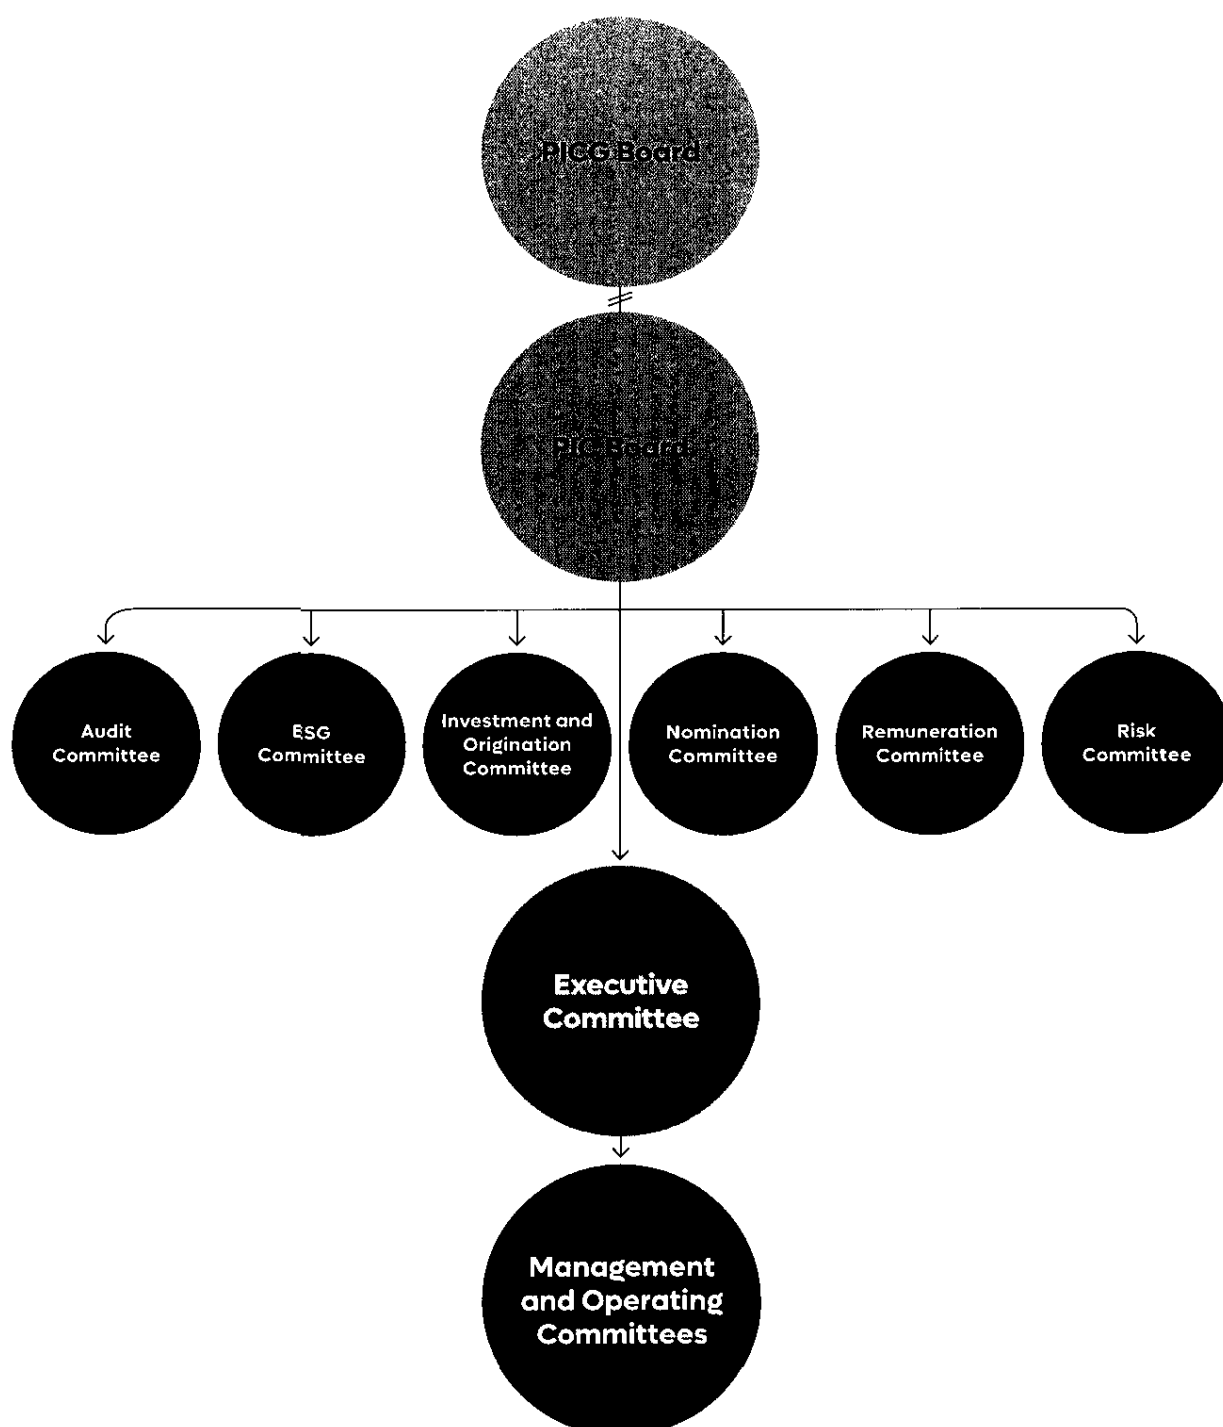 PICG Board
PIC Board
Audit
Committee
ESG
Committee
Investment and
Origination
Committee
Nomination
Committee
Remuneration
Committee
Risk
Committee
Executive
Committee
Management
and Operating
Committees